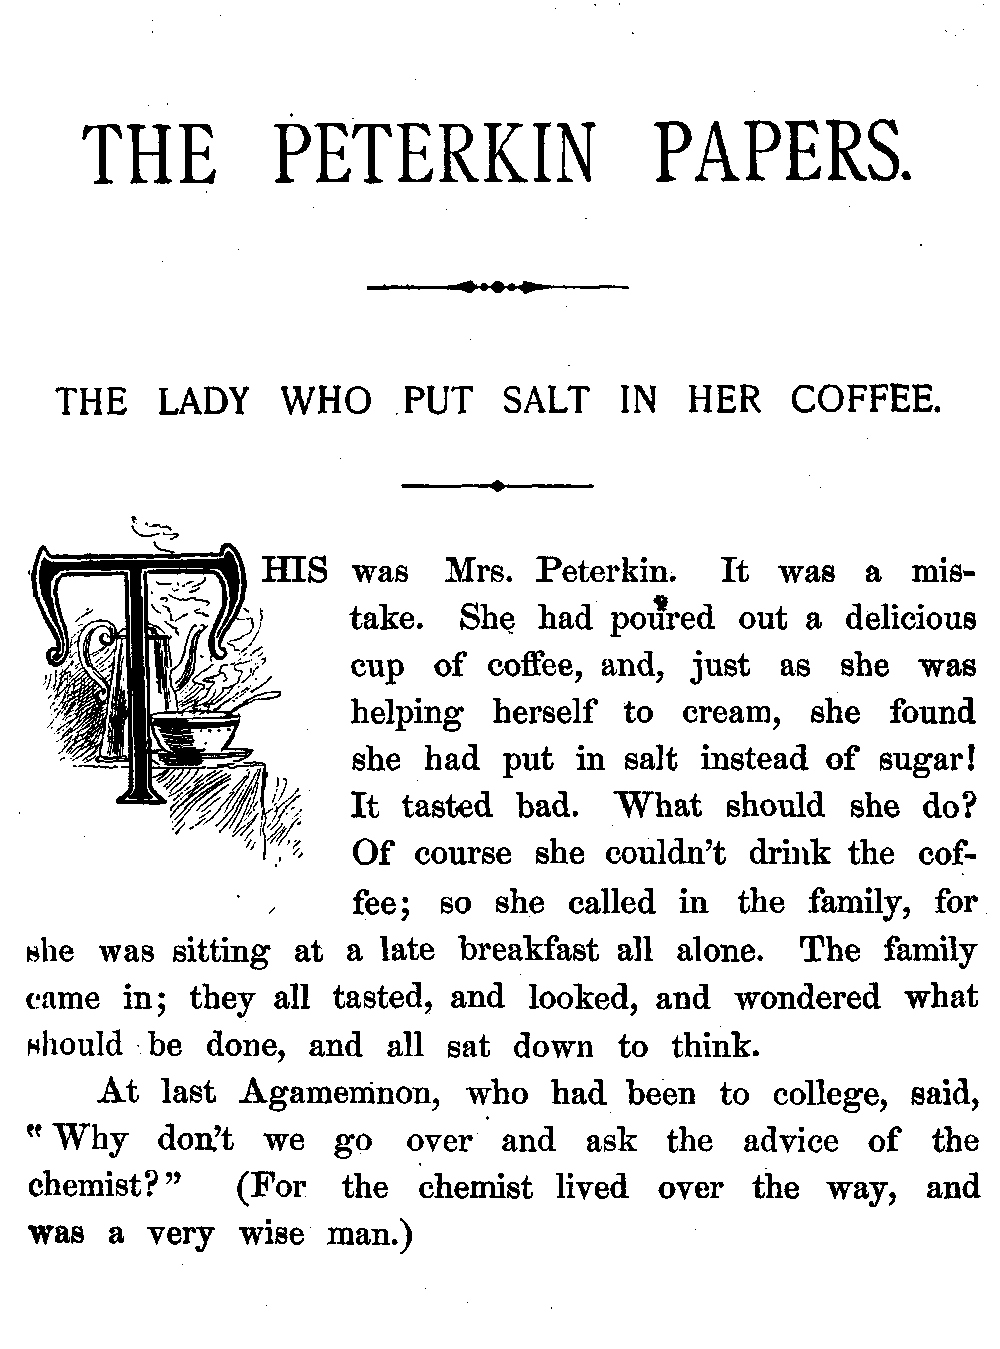 THE PETERKIN PAPERS.
THE LADY WHO PUT SALT IN HER COFFEE.
THIS was Mrs. Peterkin. It was a mis-
take. She had poured out a delicious
cup of coffee, and, just as she was
helping herself to cream, she found
she had put in salt instead of sugar!
It tasted bad. What should she do?
Of course she couldn't drink the cof-
fee; so she called in the family, for
she was sitting at a late breakfast all alone. The family
came in; they all tasted, and looked, and wondered what
should be done, and all sat down to think.
At last Agamemnon, who had been to college, said,
"Why don't we go over and ask the advice of the
chemist?" (For the chemist lived over the way, and
was a very wise man.)